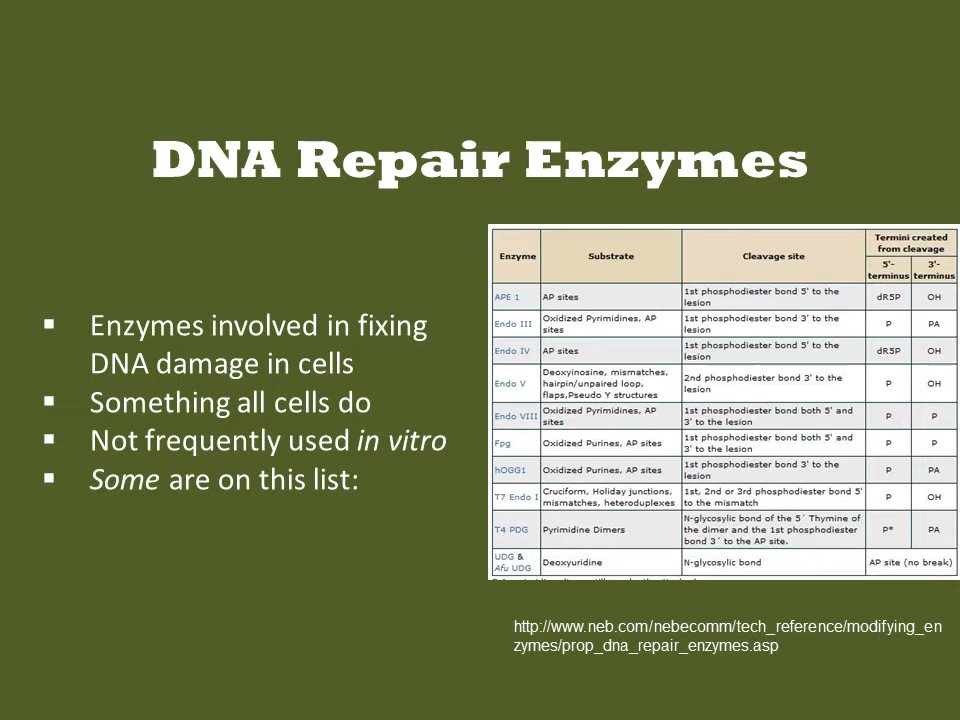 DNA Repair Enzymes
▪ Enzymes involved in fixing
DNA damage in cells
▪ Something all cells do
▪ Not frequently used in vitro
▪ Some are on this list:
Enzyme Substrate Cleavage site Termini created from cleavage
5'-terminus 3'-terminus
APE 1 AP sites 1st phosphodiester bond 5' to the lesion dR5P OH
Endo III Oxidized Pyrimidines, AP sites 1st phosphodiester bond 3' to the lesion P PA
Endo IV AP sites 1st phosphodiester bond 5' to the lesion dR5P OH
Endo V Deoxyinosine, mismatches, hairpin/unpaired loop, flaps,Pseudo Y structures 2nd phosphodiester bond 3' to the lesion P OH
Endo VIII Oxidized Pyrimidines, AP sites 1st phosphodiester bond both 5' and 3' to the lesion P P
Fpg Oxidized Purines, AP sites 1st phosphodiester bond both 5' and 3' to the lesion P P
hOGG1 Oxidized Purines, AP sites 1st phosphodiester bond 3' to the lesion P PA
T7 Endo I Cruciform, Holiday junctions, mismatches, heteroduplexes 1st, 2nd or 3rd phosphodiester bond 5' to the mismatch P OH
T4 PDG Pyrimidine Dimers N-glycosylic bond of the 5´ Thymine of the dimer and the 1st phosphodiester bond 3´ to the AP site. P* PA
UDG & Afu UDG Deoxyuridine N-glycosylic bond AP site (no break)
http://www.neb.com/nebecomm/tech_reference/modifying_en
zymes/prop_dna_repair_enzymes.asp